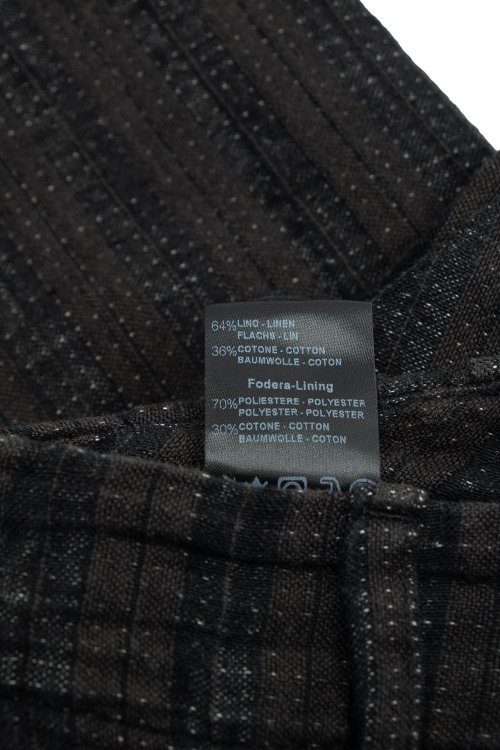 64% LINO - LINEN
FLACHS - LIN
36% COTONE - COTTON
BAUMWOLLE - COTON
Fodera-Lining
70% POLIESTERE - POLYESTER
POLYESTER - POLYESTER
30% COTONE - COTTON
BAUMWOLLE - COTON